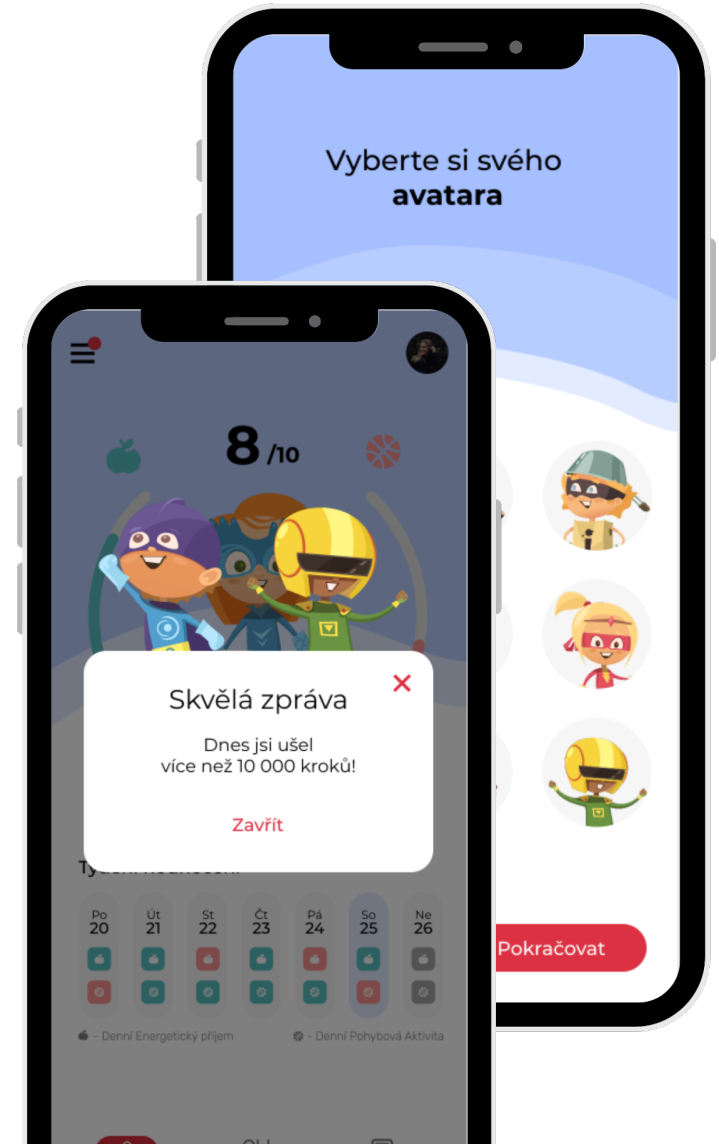 Vyberte si svého
avatara
Pokračovat
8 /10
Skvělá zpráva
Dnes jsi ušel
více než 10 000 kroků!
Zavřít
Po Út St Čt Pá So Ne
20 21 22 23 24 25 26
- Denní Energetický příjem - Denní Pohybová Aktivita